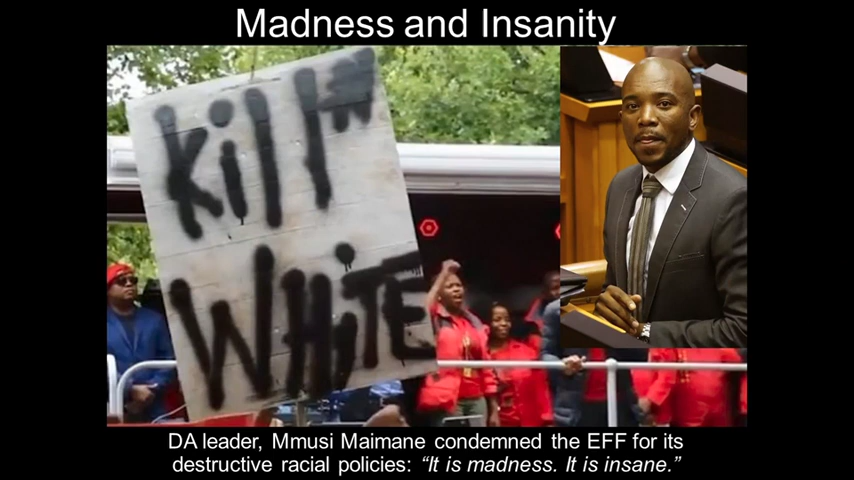 Madness and Insanity
Kill
WHiTE
DA leader, Mmusi Maimane condemned the EFF for its
destructive racial policies: “It is madness. It is insane.”